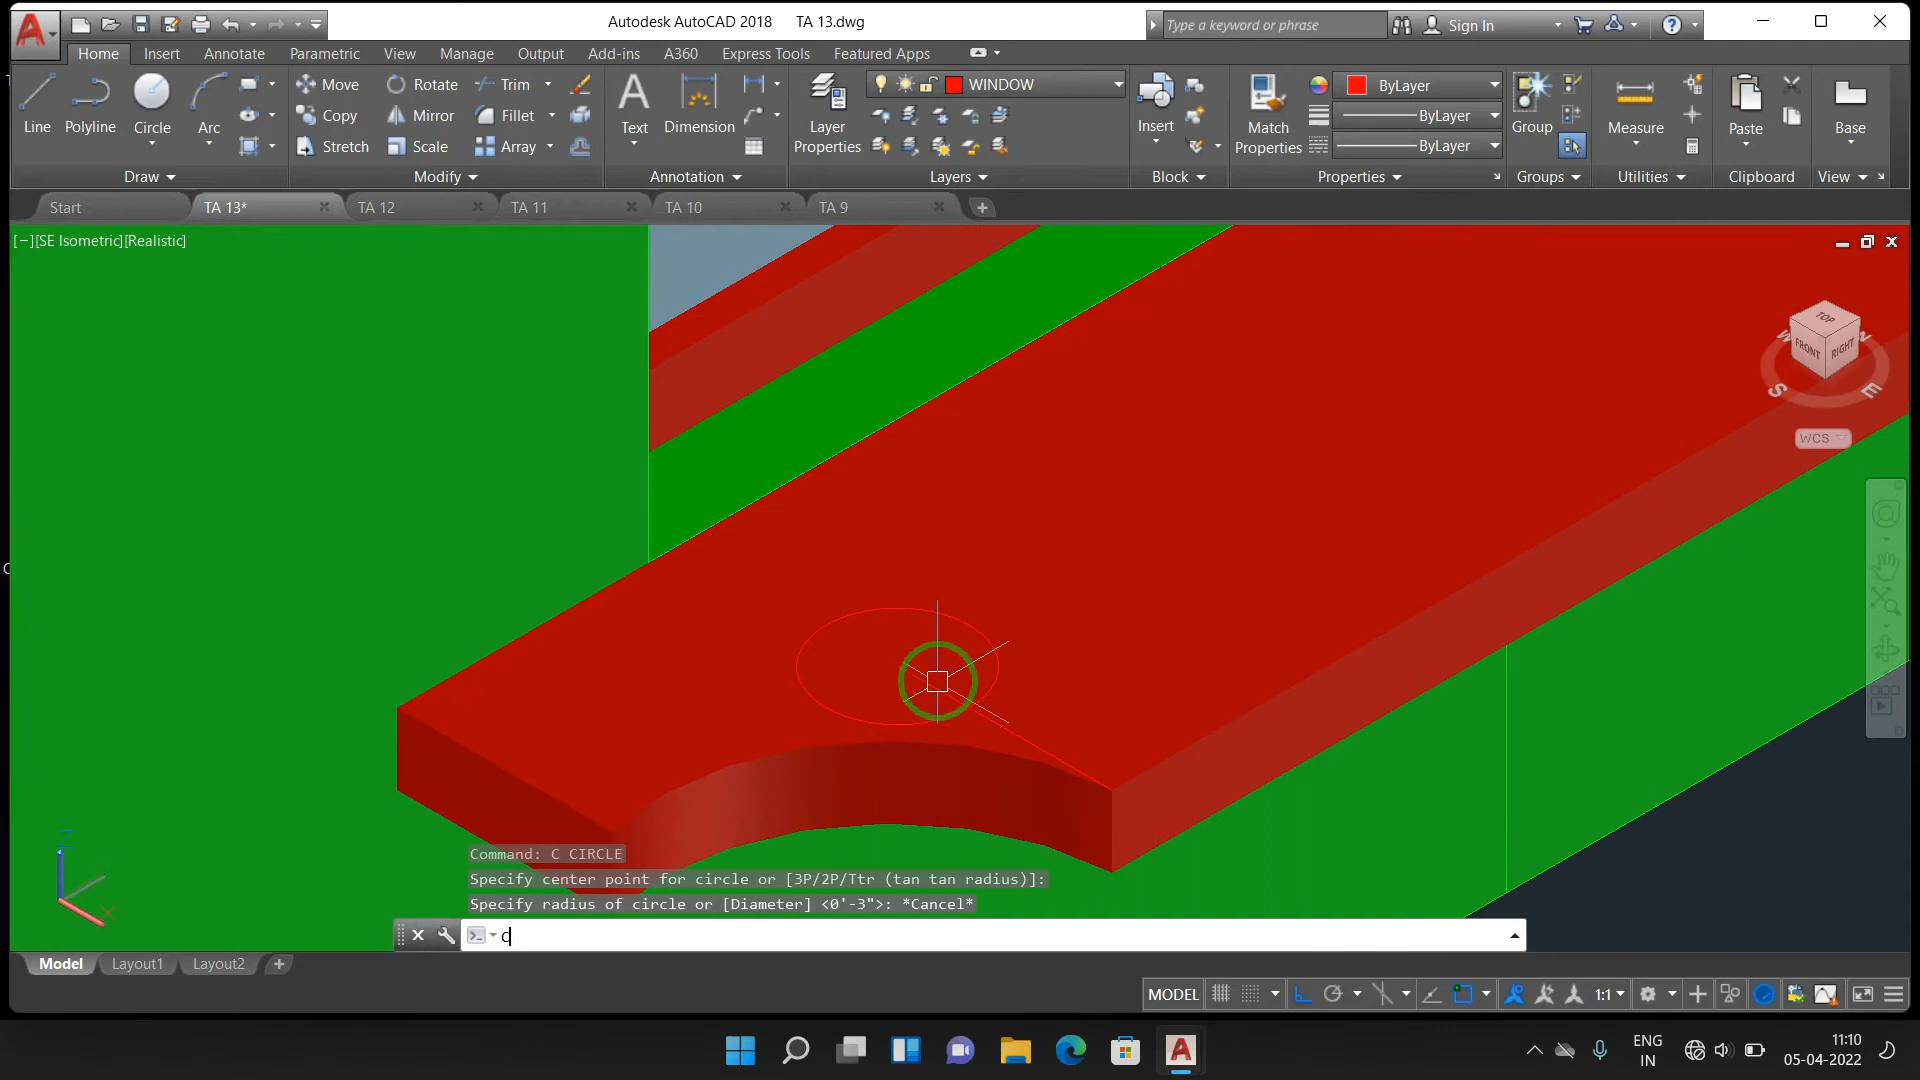 Autodesk AutoCAD 2018 TA 13.dwg
Type a keyword or phrase
Sign In
Home Insert Annotate Parametric View Manage Output Add-ins A360 Express Tools Featured Apps
Line Polyline Circle Arc
Move Rotate Trim
Copy Mirror Fillet
Stretch Scale Array
Text Dimension
Layer Properties
WINDOW
Insert
Match Properties
ByLayer
ByLayer
ByLayer
Group
Measure
Paste
Base
Draw Modify Annotation Layers Block Properties Groups Utilities Clipboard View
Start TA 13* TA 12 TA 11 TA 10 TA 9
[−][SE Isometric][Realistic]
TOP
FRONT RIGHT
W N
S E
WCS
Z
X
Command: C CIRCLE
Specify center point for circle or [3P/2P/Ttr (tan tan radius)]:
Specify radius of circle or [Diameter] <0'-3">: *Cancel*
C
Model Layout1 Layout2
MODEL 1:1
ENG
IN
11:10
05-04-2022